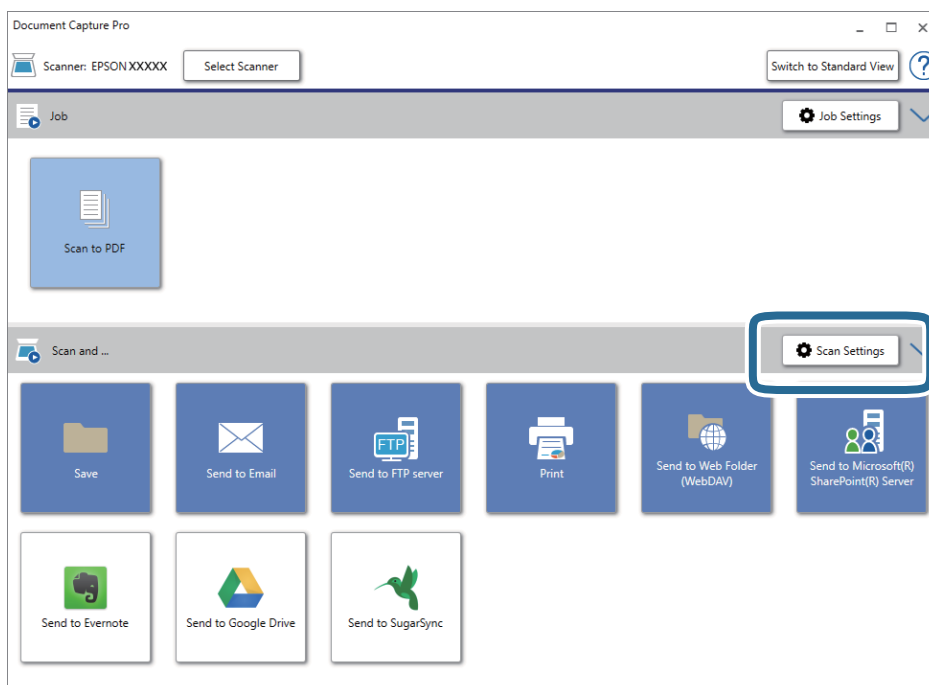 Document Capture Pro
Scanner: EPSON XXXXX
Select Scanner
Switch to Standard View
?
Job
Job Settings
Scan to PDF
Scan and ...
Scan Settings
Save
Send to Email
FTP
Send to FTP server
Print
Send to Web Folder
(WebDAV)
Send to Microsoft(R)
SharePoint(R) Server
Send to Evernote
Send to Google Drive
Send to SugarSync